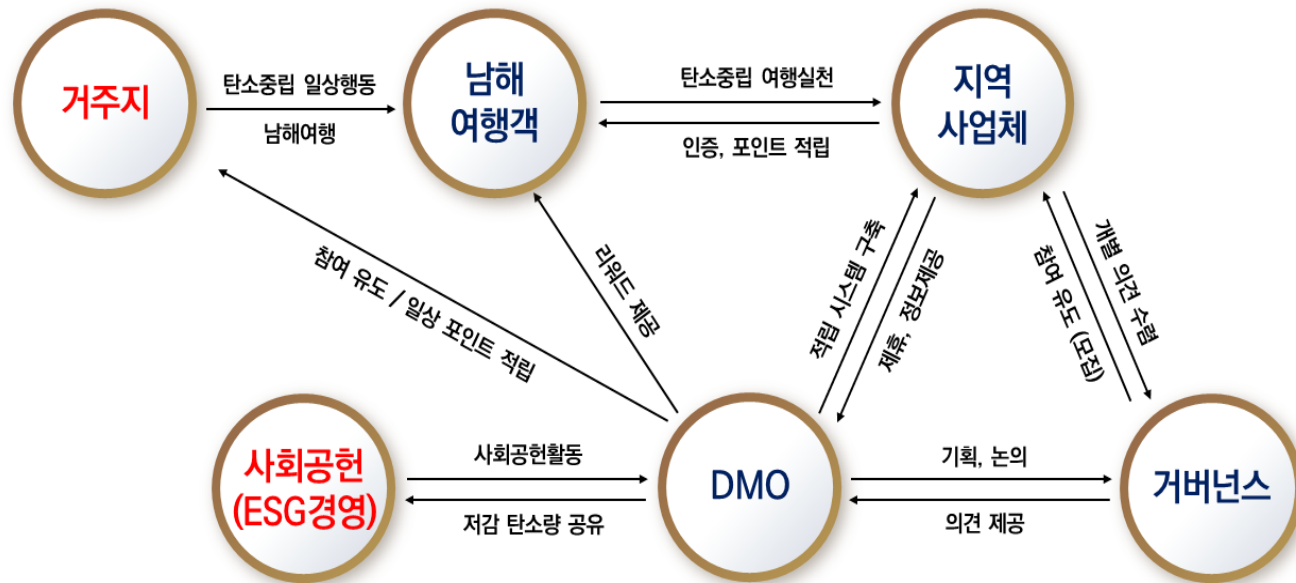 거주지
탄소중립 일상행동
남해여행
남해
여행객
탄소중립 여행실천
인증, 포인트 적립
지역
사업체
참여 유도 / 일상 포인트 적립
리워드 제공
적립 시스템 구축
제휴, 정보제공
개별 의견 수렴
참여 유도 (모집)
사회공헌
(ESG경영)
사회공헌활동
저감 탄소량 공유
DMO
기획, 논의
의견 제공
거버넌스